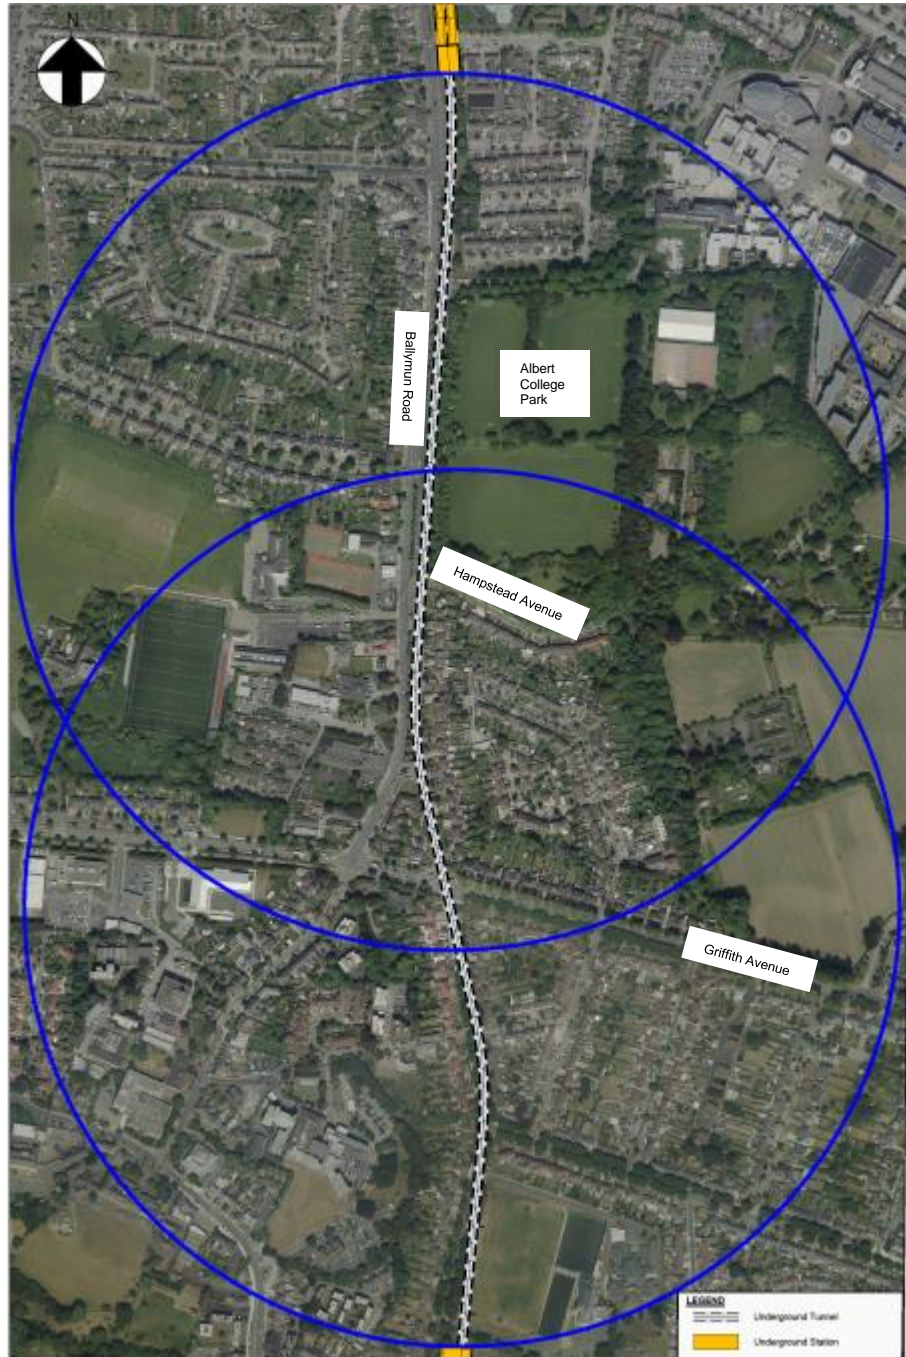 N
Ballymun Road
Albert
College
Park
Hampstead Avenue
Griffith Avenue
LEGEND
Underground Tunnel
Underground Station